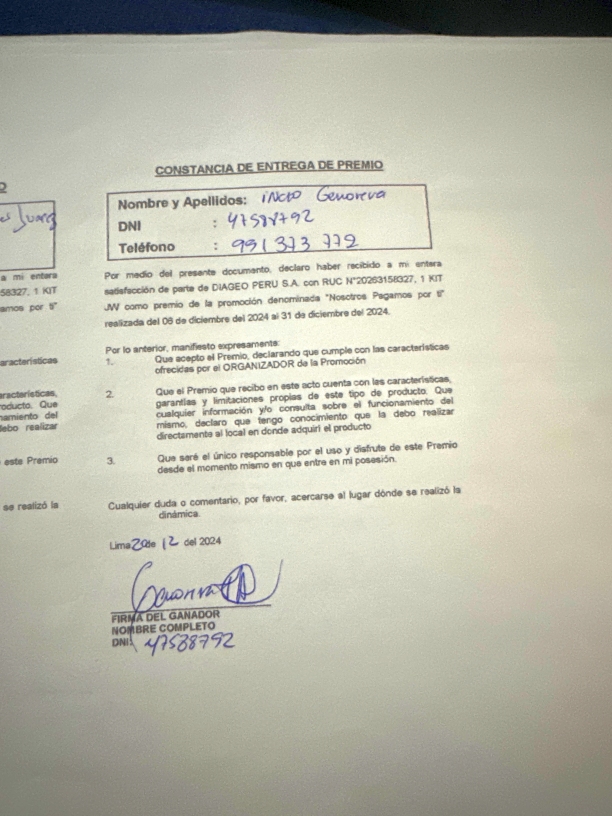 CONSTANCIA DE ENTREGA DE PREMIO
Nombre y Apellidos: INCIO Genoveva
DNI : 47538792
Teléfono : 991 373 772
Por medio del presente documento, declaro haber recibido a mi entera
satisfacción de parte de DIAGEO PERU S.A. con RUC N°20263158327, 1 KIT
JW como premio de la promoción denominada "Nosotros Pagamos por ti"
realizada del 06 de diciembre del 2024 al 31 de diciembre del 2024.
Por lo anterior, manifiesto expresamente:
1. Que acepto el Premio, declarando que cumple con las características
ofrecidas por el ORGANIZADOR de la Promoción
2. Que el Premio que recibo en este acto cuenta con las características,
garantías y limitaciones propias de este tipo de producto. Que
cualquier información y/o consulta sobre el funcionamiento del
mismo, declaro que tengo conocimiento que la debo realizar
directamente al local en donde adquirí el producto
3. Que saré el único responsable por el uso y disfrute de este Premio
desde el momento mismo en que entre en mi posesión.
Cualquier duda o comentario, por favor, acercarse al lugar dónde se realizó la
dinámica.
Lima 20 de 12 del 2024
FIRMA DEL GANADOR
NOMBRE COMPLETO
DNI: 47538792
a mi entera
58327, 1 KIT
amos por ti"
aracterísticas
aracterísticas,
roducto. Que
namiento del
debo realizar
este Premio
se realizó la